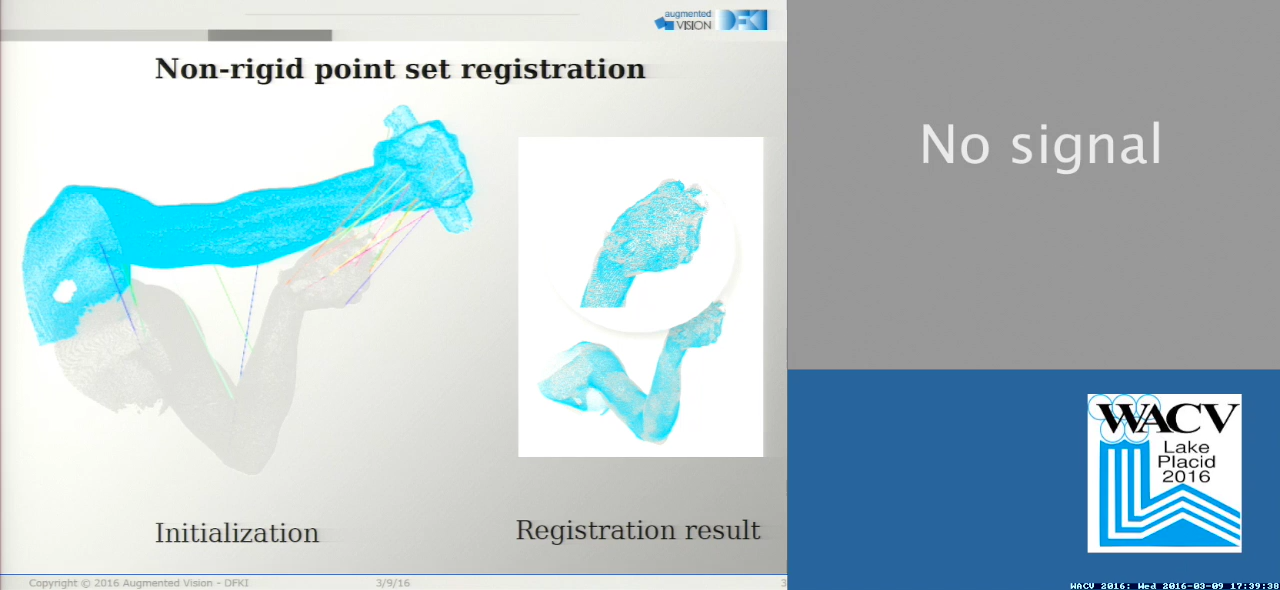 augmented
VISION DFKI
Non-rigid point set registration
Initialization
Registration result
Copyright © 2016 Augmented Vision - DFKI
3/9/16
3
No signal
WACV
Lake
Placid
2016
WACV 2016: Wed 2016-03-09 17:39:38